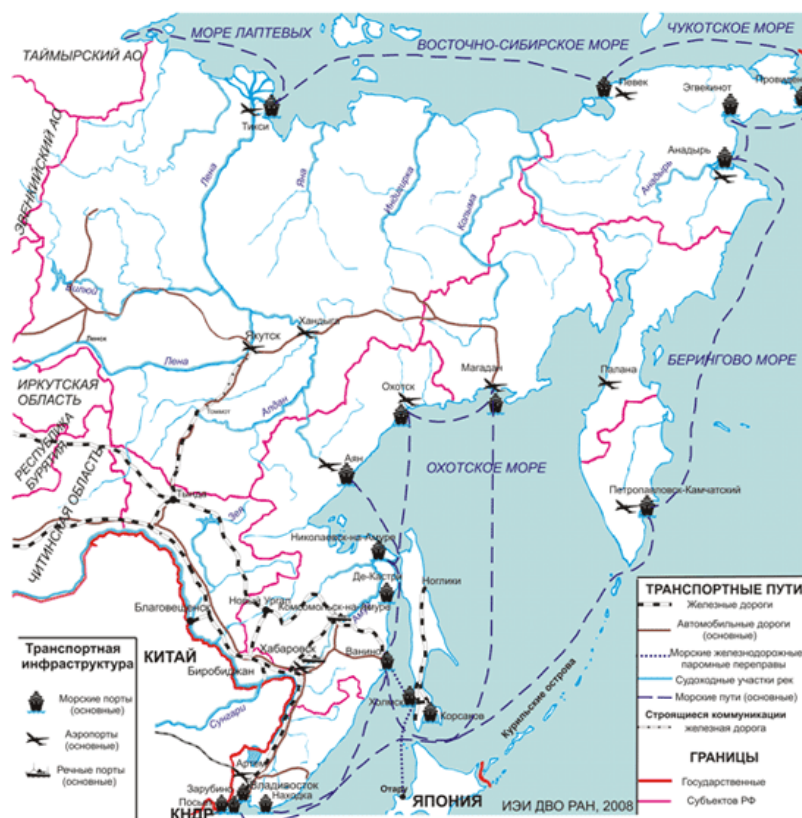 МОРЕ ЛАПТЕВЫХ
ВОСТОЧНО-СИБИРСКОЕ МОРЕ
ЧУКОТСКОЕ МОРЕ
ТАЙМЫРСКИЙ АО
Певек
Эгвекинот
Тикси
ЭВЕНКИЙСКИЙ АО
Лена
Яна
Индигирка
Колыма
Анадырь
Анадырь
Вилюй
Ленск
Якутск
Хандыга
Лена
Магадан
Палана
БЕРИНГОВО МОРЕ
ИРКУТСКАЯ
ОБЛАСТЬ
Томмот
Алдан
Охотск
РЕСПУБЛИКА
БУРЯТИЯ
Аян
ОХОТСКОЕ МОРЕ
ЧИТИНСКАЯ ОБЛАСТЬ
Тында
Зея
Петропавловск-Камчатский
Николаевск-на-Амуре
Де-Кастри
Ноглики
Новый Ургал
Комсомольск-на-Амуре
Амур
Благовещенск
Хабаровск
Ванино
КИТАЙ
Биробиджан
Сунгари
Холмск
Корсаков
Курильские острова
Артем
Зарубино
Владивосток
Посьет
Находка
КНДР
Отару
ЯПОНИЯ
ИЭИ ДВО РАН, 2008
Транспортная
инфраструктура
Морские порты
(основные)
Аэропорты
(основные)
Речные порты
(основные)
ТРАНСПОРТНЫЕ ПУТИ
Железные дороги
Автомобильные дороги
(основные)
Морские железнодорожные
паромные переправы
Судоходные участки рек
Морские пути (основные)
Строящиеся коммуникации
железная дорога
ГРАНИЦЫ
Государственные
Субъектов РФ